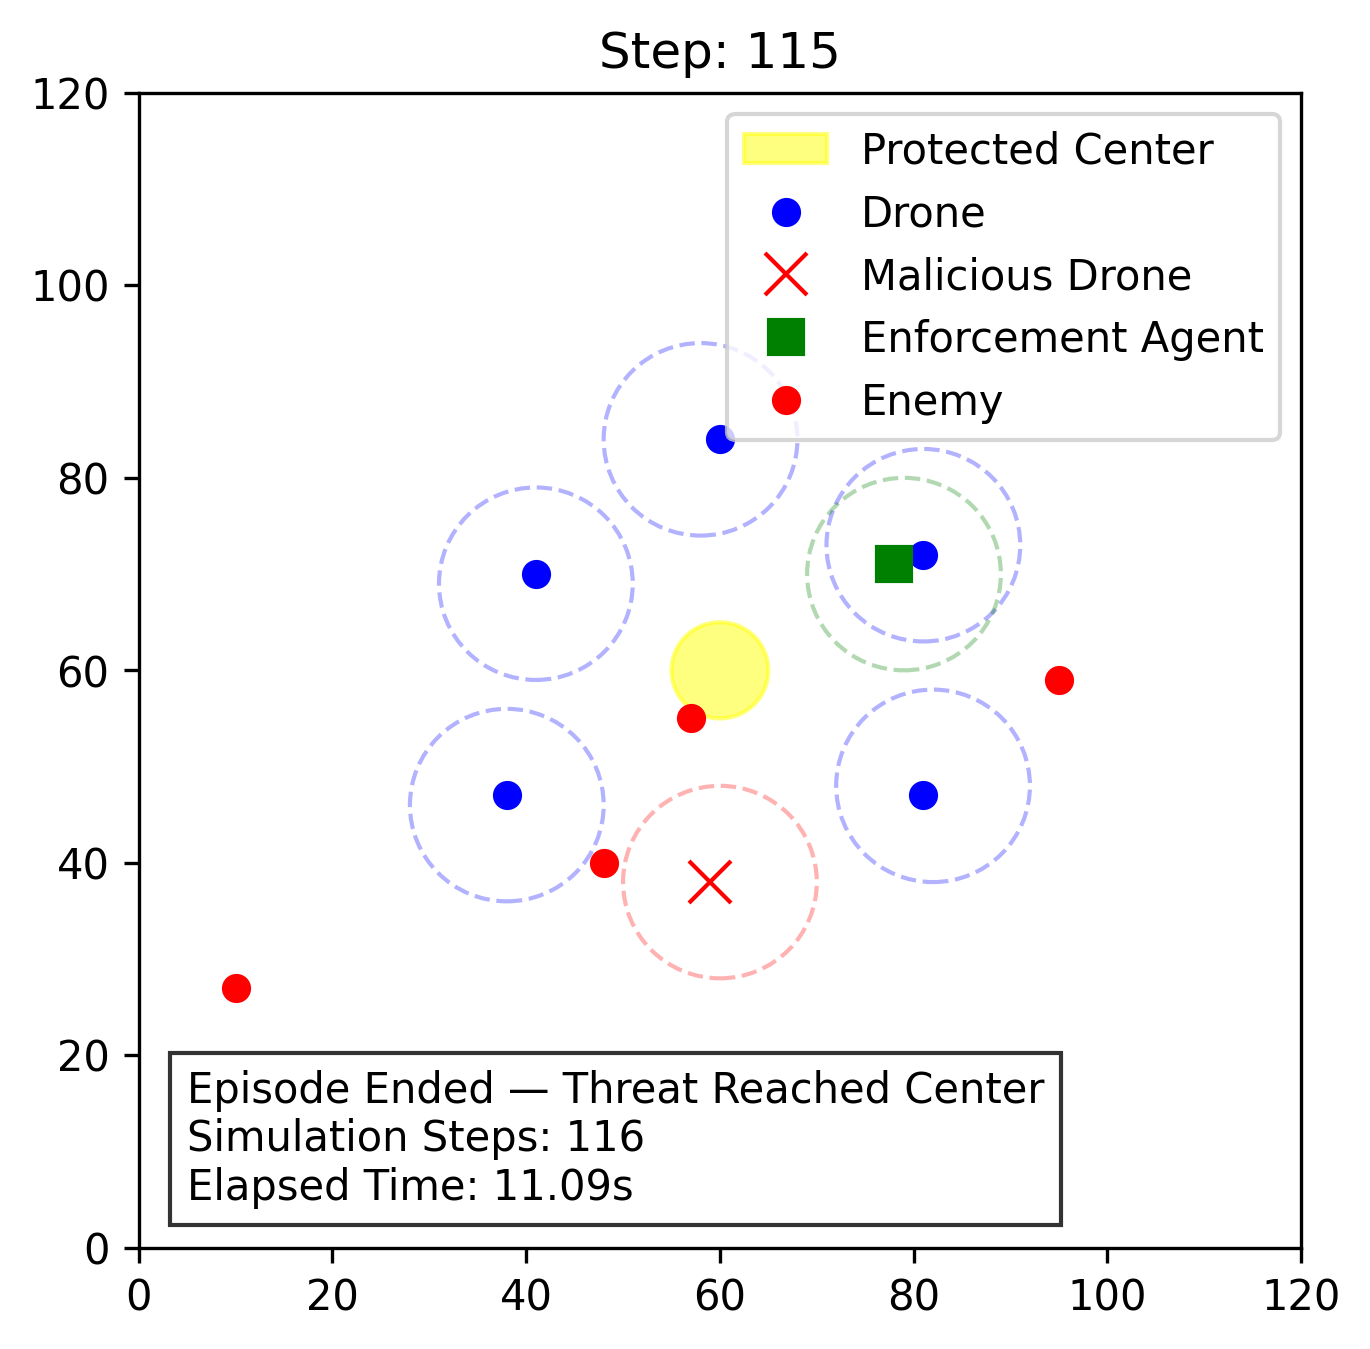 Step: 115
120
100
80
60
40
20
0
Protected Center
Drone
Malicious Drone
Enforcement Agent
Enemy
Episode Ended — Threat Reached Center
Simulation Steps: 116
Elapsed Time: 11.09s
0 20 40 60 80 100 120